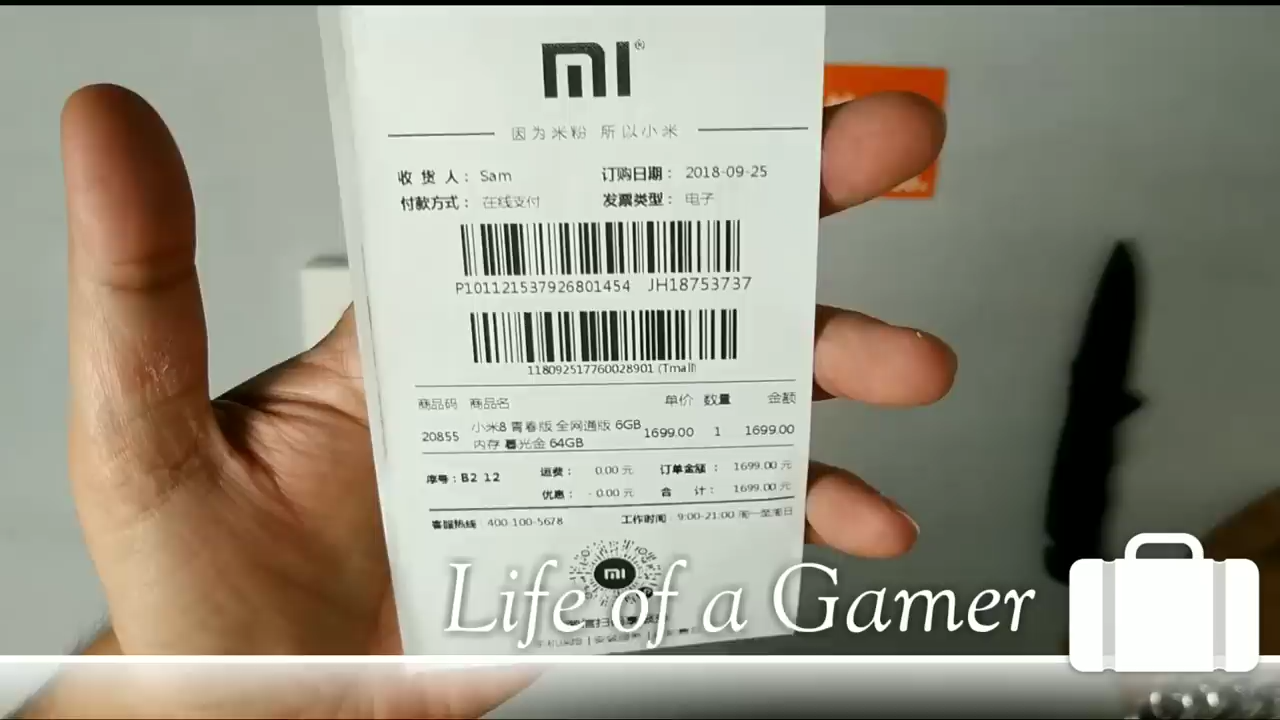 mi®
因为米粉 所以小米
收货人： Sam 订购日期： 2018-09-25
付款方式： 在线支付 发票类型： 电子
P101121537926801454 JH18753737
118092517760028901 (Tmall)
商品码 商品名 单价 数量 金额
20855 小米8 青春版 全网通版 6GB 1699.00 1 1699.00
内存 暮光金 64GB
序号：B2 12 运费： 0.00 元 订单金额： 1699.00 元
优惠： - 0.00 元 合 计： 1699.00 元
客服热线： 400-100-5678 工作时间： 9:00-21:00 周一至周日
mi
Life of a Gamer